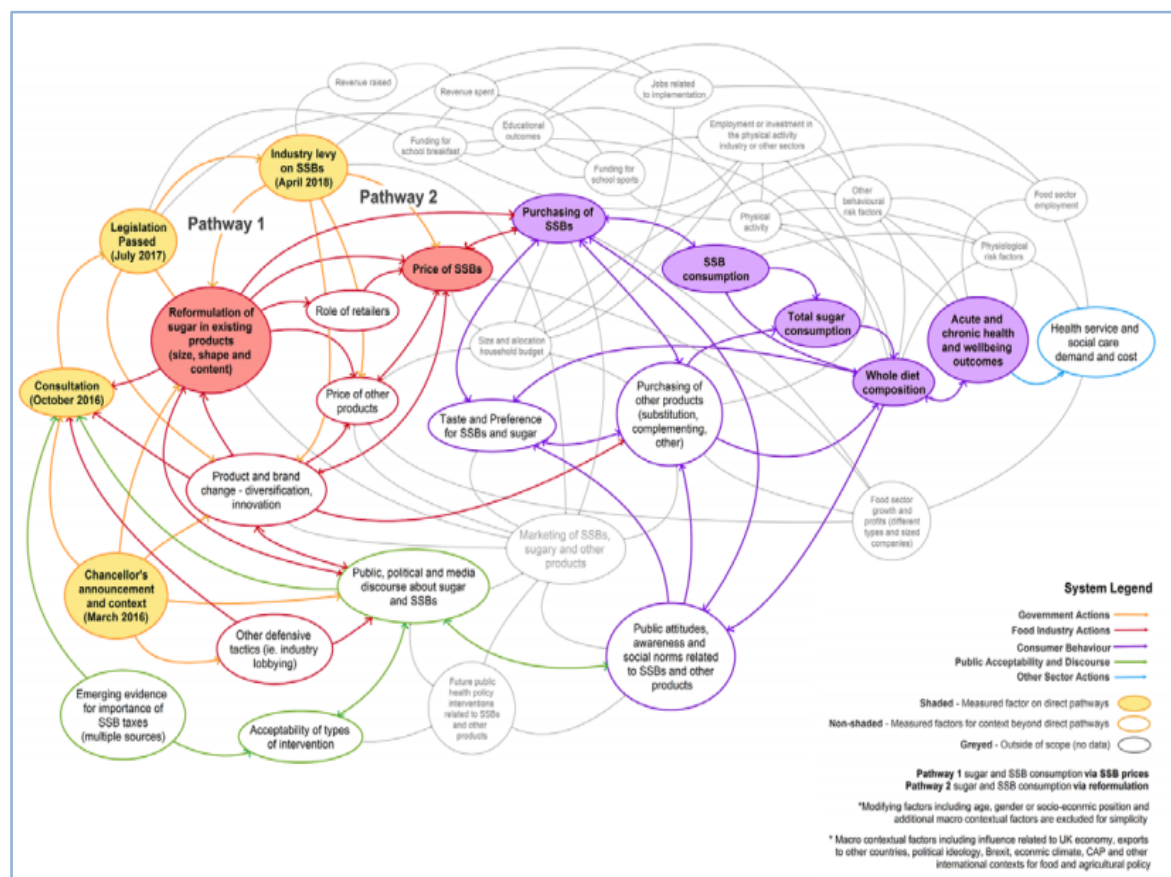 Revenue raised
Revenue spent
Jobs related
to implementation
Funding for
school breakfast
Educational
outcomes
Funding for
school sports
Employment or investment in
the physical activity
industry or other sectors
Other
behavioural
risk factors
Food sector
employment
Physical
activity
Physiological
risk factors
Industry levy
on SSBs
(April 2018)
Pathway 1
Pathway 2
Legislation
Passed
(July 2017)
Purchasing of
SSBs
Price of SSBs
SSB
consumption
Reformulation of
sugar in existing
products
(size, shape and
content)
Role of retailers
Total sugar
consumption
Acute and
chronic health
and wellbeing
outcomes
Health service and
social care
demand and cost
Size and allocation
household budget
Consultation
(October 2016)
Price of other
products
Whole diet
composition
Taste and Preference
for SSBs and sugar
Purchasing of
other products
(substitution,
complementing,
other)
Product and brand
change - diversification,
innovation
Food sector
growth and
profits (different
types and sized
companies)
Marketing of SSBs,
sugary and other
products
Chancellor's
announcement
and context
(March 2016)
Public, political and media
discourse about sugar
and SSBs
Other defensive
tactics (ie. industry
lobbying)
Public attitudes,
awareness and
social norms related
to SSBs and other
products
Emerging evidence
for importance of
SSB taxes
(multiple sources)
Acceptability of types
of intervention
Future public
health policy
interventions
related to SSBs
and other
products
System Legend
Government Actions
Food Industry Actions
Consumer Behaviour
Public Acceptability and Discourse
Other Sector Actions
Shaded - Measured factor on direct pathways
Non-shaded - Measured factors for context beyond direct pathways
Greyed - Outside of scope (no data)
Pathway 1 sugar and SSB consumption via SSB prices
Pathway 2 sugar and SSB consumption via reformulation
*Modifying factors including age, gender or socio-econmic position and
additional macro contextual factors are excluded for simplicity
* Macro contextual factors including influence related to UK economy, exports
to other countries, political ideology, Brexit, econmic climate, CAP and other
international contexts for food and agricultural policy